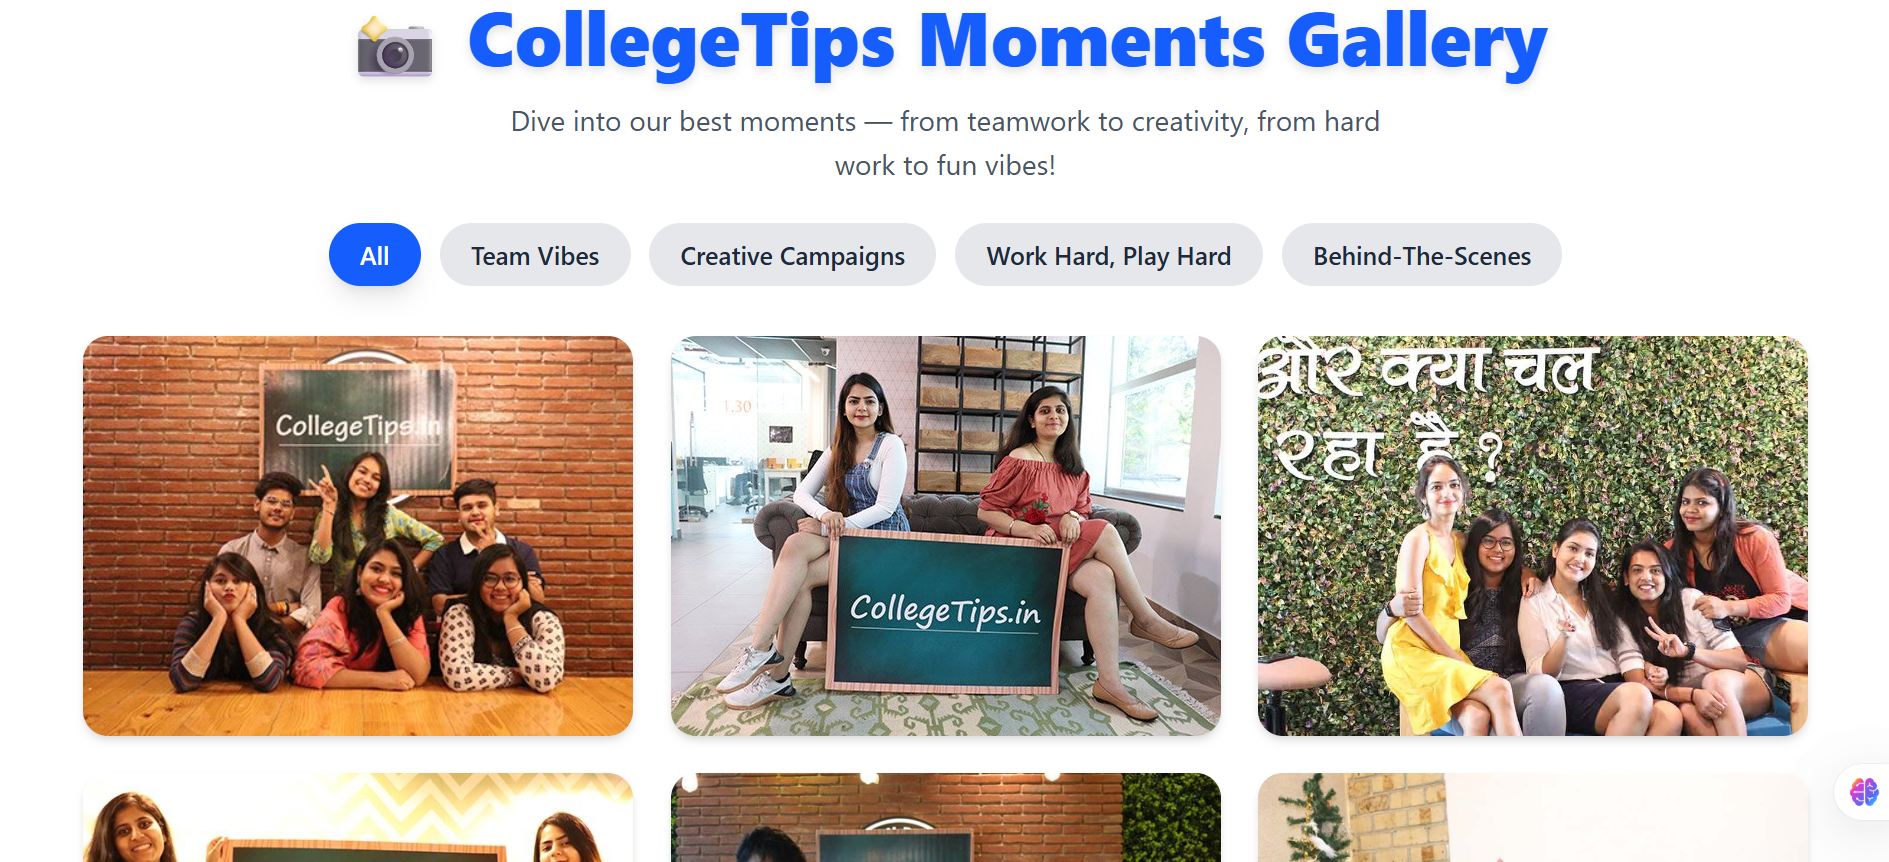 CollegeTips Moments Gallery
Dive into our best moments — from teamwork to creativity, from hard
work to fun vibes!
All
Team Vibes
Creative Campaigns
Work Hard, Play Hard
Behind-The-Scenes
CollegeTips.in
1.30
CollegeTips.in
और क्या चल
रहा है ?